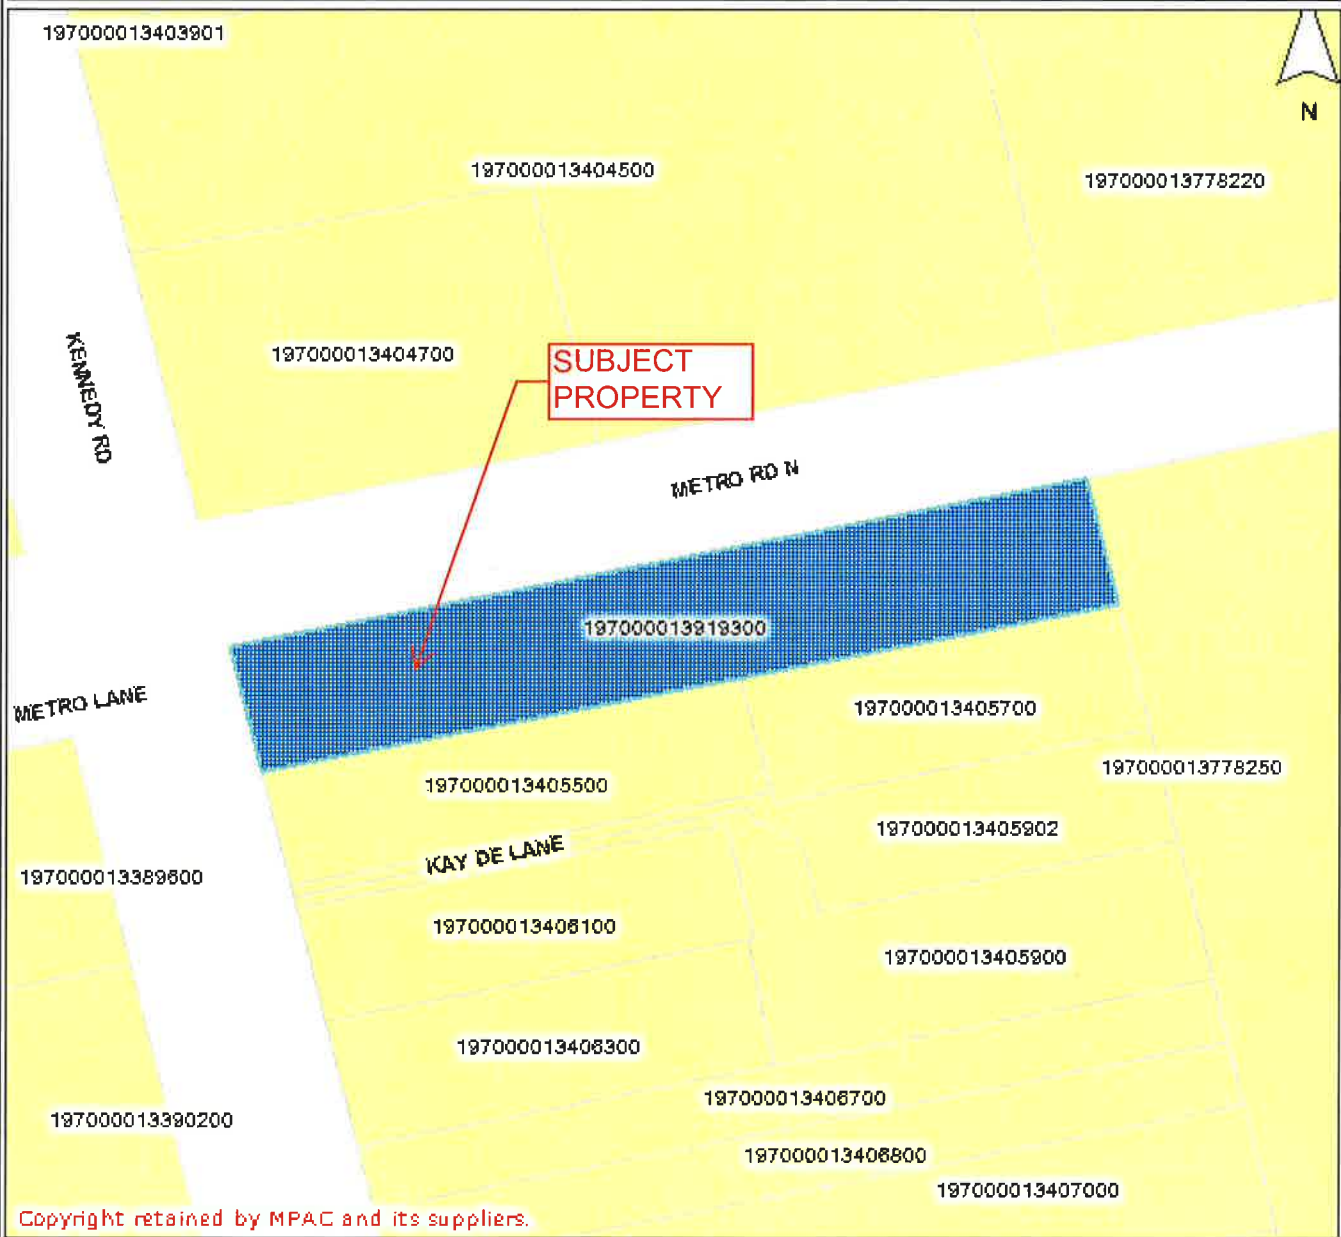 197000013403901
N
197000013404500
197000013778220
KENNEDY RD
197000013404700
SUBJECT
PROPERTY
METRO RD N
197000013919300
METRO LANE
197000013405700
197000013778250
197000013405500
197000013405902
KAY DE LANE
197000013389600
197000013406100
197000013405900
197000013406300
197000013406700
197000013390200
197000013406800
197000013407000
Copyright retained by MPAC and its suppliers.